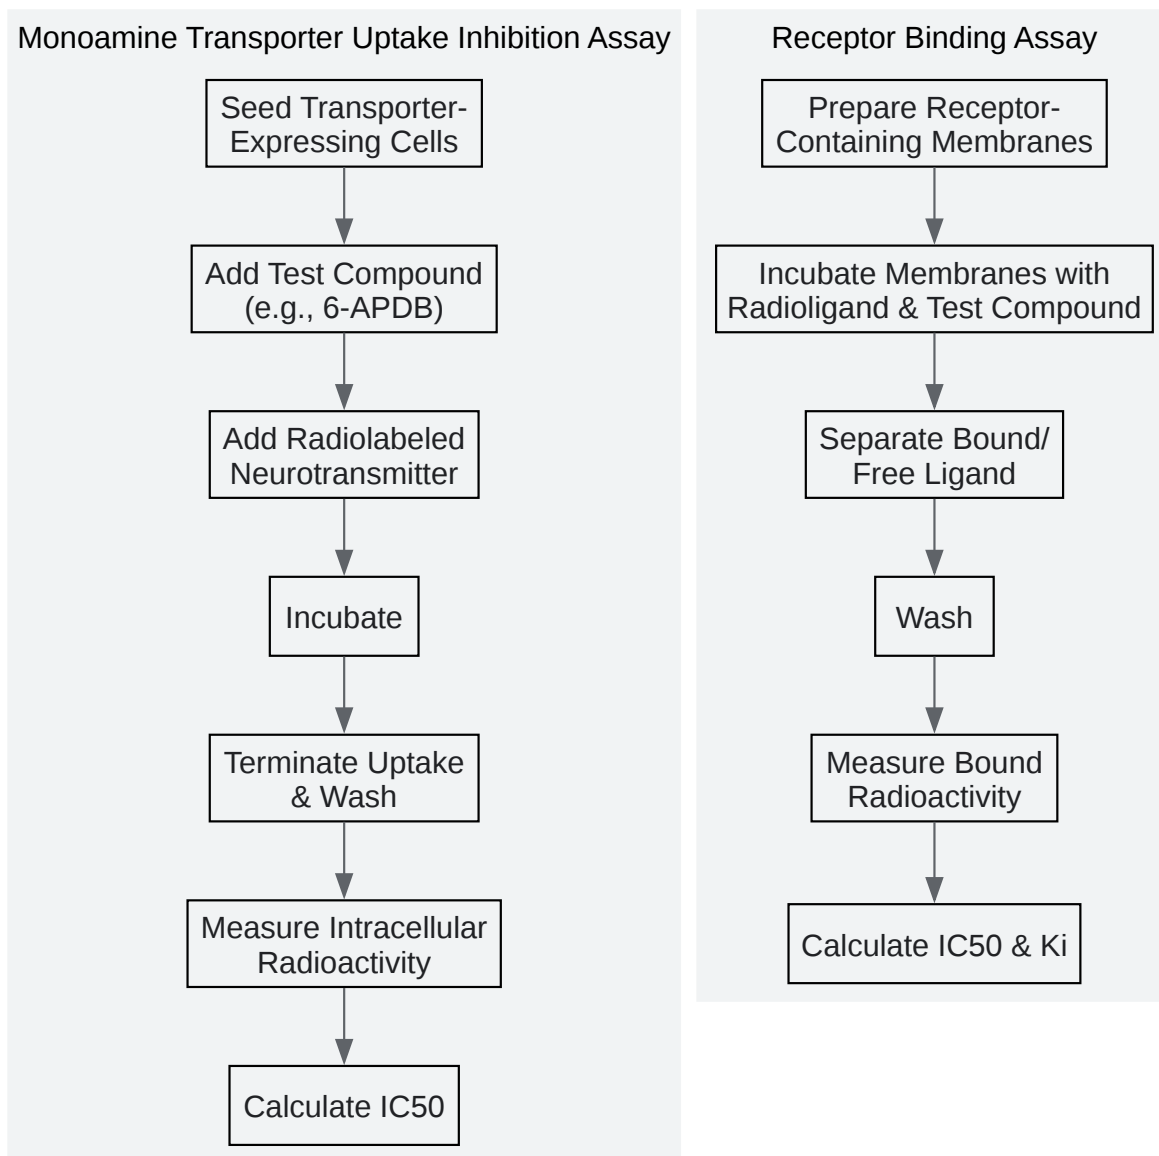 Monoamine Transporter Uptake Inhibition Assay
Seed Transporter-
Expressing Cells
Add Test Compound
(e.g., 6-APDB)
Add Radiolabeled
Neurotransmitter
Incubate
Terminate Uptake
& Wash
Measure Intracellular
Radioactivity
Calculate IC50
Receptor Binding Assay
Prepare Receptor-
Containing Membranes
Incubate Membranes with
Radioligand & Test Compound
Separate Bound/
Free Ligand
Wash
Measure Bound
Radioactivity
Calculate IC50 & Ki